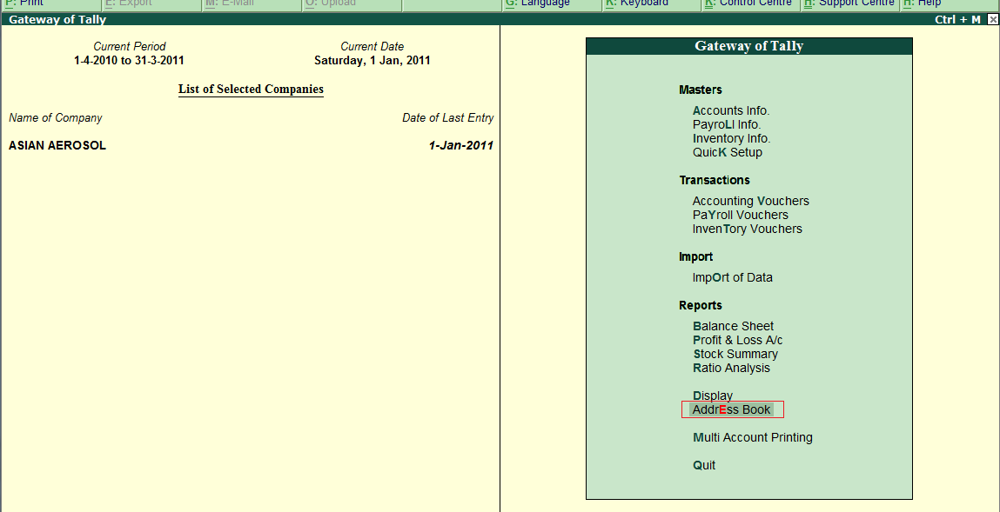 P: Print E: Export M: E-Mail O: Upload G: Language K: Keyboard K: Control Centre H: Support Centre H: Help
Gateway of Tally Ctrl + M
Current Period Current Date
1-4-2010 to 31-3-2011 Saturday, 1 Jan, 2011
List of Selected Companies
Name of Company Date of Last Entry
ASIAN AEROSOL 1-Jan-2011
Gateway of Tally
Masters
Accounts Info.
PayroLl Info.
Inventory Info.
QuicK Setup
Transactions
Accounting Vouchers
PaYroll Vouchers
InvenTory Vouchers
Import
ImpOrt of Data
Reports
Balance Sheet
Profit & Loss A/c
Stock Summary
Ratio Analysis
Display
AddrEss Book
Multi Account Printing
Quit